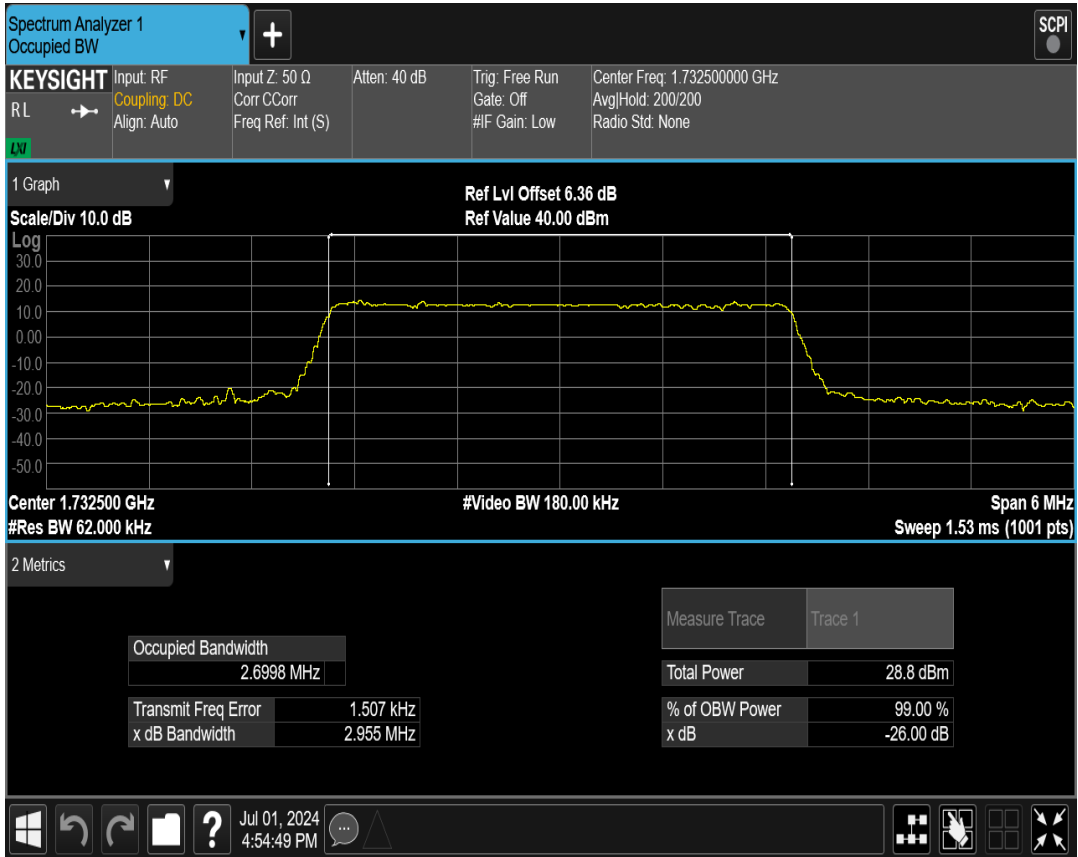 Spectrum Analyzer 1
Occupied BW
+
SCPI
KEYSIGHT
R L
LXI
Input: RF
Coupling: DC
Align: Auto
Input Z: 50 Ω
Corr CCorr
Freq Ref: Int (S)
Atten: 40 dB
Trig: Free Run
Gate: Off
#IF Gain: Low
Center Freq: 1.732500000 GHz
Avg|Hold: 200/200
Radio Std: None
1 Graph
Scale/Div 10.0 dB
Ref Lvl Offset 6.36 dB
Ref Value 40.00 dBm
Log
30.0
20.0
10.0
0.00
-10.0
-20.0
-30.0
-40.0
-50.0
Center 1.732500 GHz
#Video BW 180.00 kHz
Span 6 MHz
#Res BW 62.000 kHz
Sweep 1.53 ms (1001 pts)
2 Metrics
Measure Trace Trace 1
Occupied Bandwidth
2.6998 MHz
Total Power 28.8 dBm
Transmit Freq Error 1.507 kHz
% of OBW Power 99.00 %
x dB Bandwidth 2.955 MHz
x dB -26.00 dB
?
Jul 01, 2024
4:54:49 PM